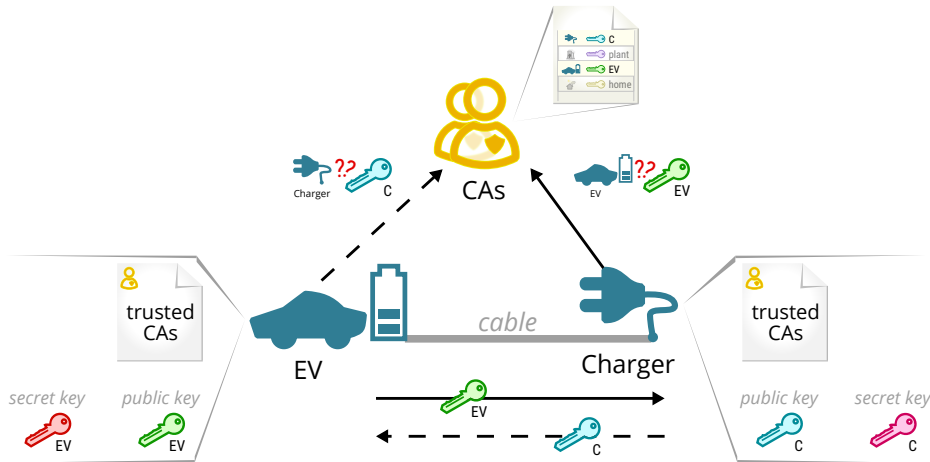 C
plant
EV
home
??
Charger
C
??
EV
EV
CAs
trusted
CAs
trusted
CAs
cable
EV
Charger
secret key
public key
public key
secret key
EV
EV
EV
C
C
C